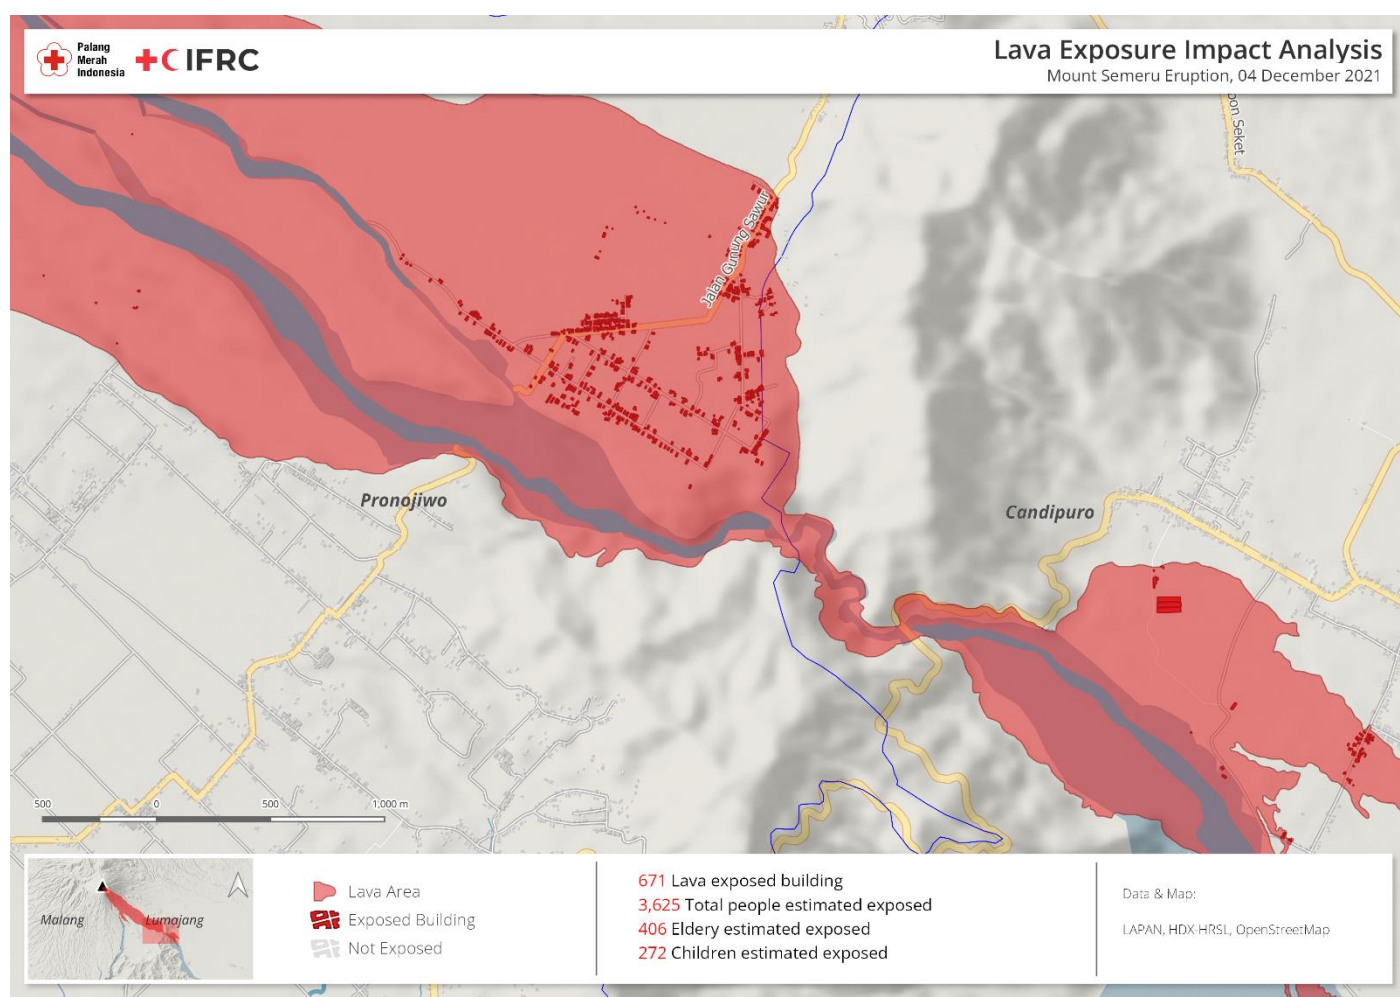 Palang
Merah
Indonesia
IFRC
Lava Exposure Impact Analysis
Mount Semeru Eruption, 04 December 2021
Seket
Jalan Gunung Sawur
Pronojiwo
Candipuro
500 0 500 1,000 m
Malang
Lumajang
Lava Area
Exposed Building
Not Exposed
671 Lava exposed building
3,625 Total people estimated exposed
406 Eldery estimated exposed
272 Children estimated exposed
Data & Map:
LAPAN, HDX-HRSL, OpenStreetMap